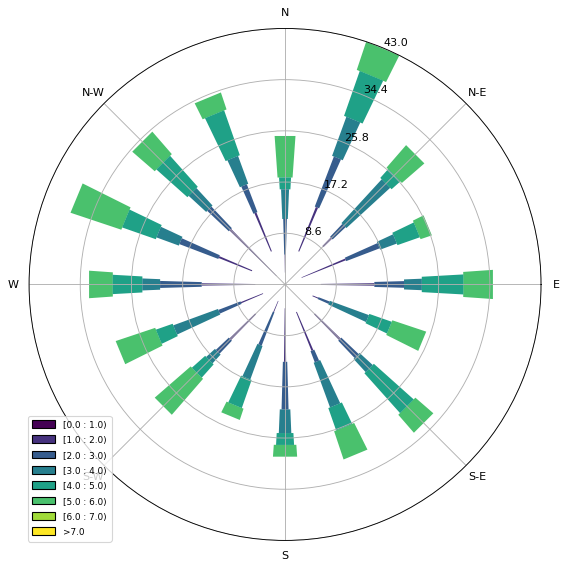 N
43.0
N-W
34.4
N-E
25.8
17.2
8.6
W
E
[0.0 : 1.0)
[1.0 : 2.0)
[2.0 : 3.0)
[3.0 : 4.0)
[4.0 : 5.0)
[5.0 : 6.0)
[6.0 : 7.0)
>7.0
S-W
S-E
S